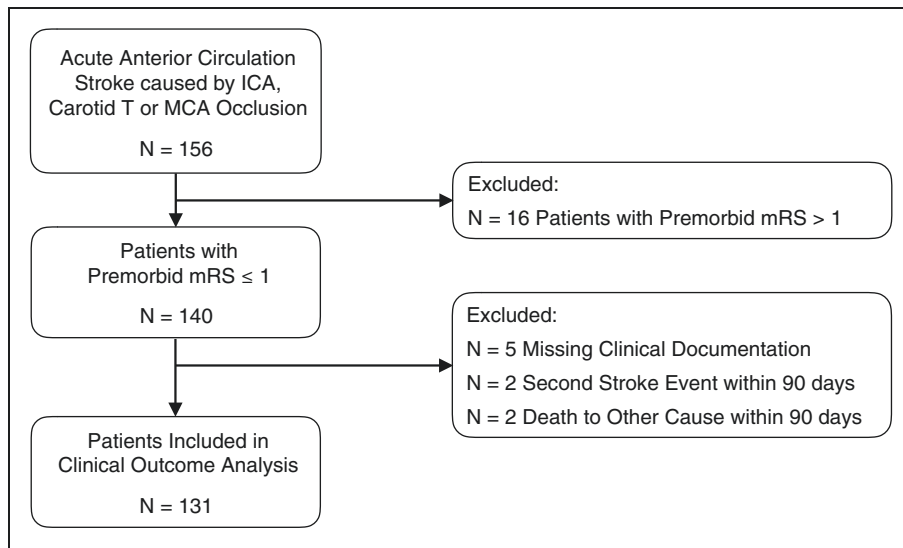 Acute Anterior Circulation
Stroke caused by ICA,
Carotid T or MCA Occlusion
N = 156
Excluded:
N = 16 Patients with Premorbid mRS > 1
Patients with
Premorbid mRS ≤ 1
N = 140
Excluded:
N = 5 Missing Clinical Documentation
N = 2 Second Stroke Event within 90 days
N = 2 Death to Other Cause within 90 days
Patients Included in
Clinical Outcome Analysis
N = 131